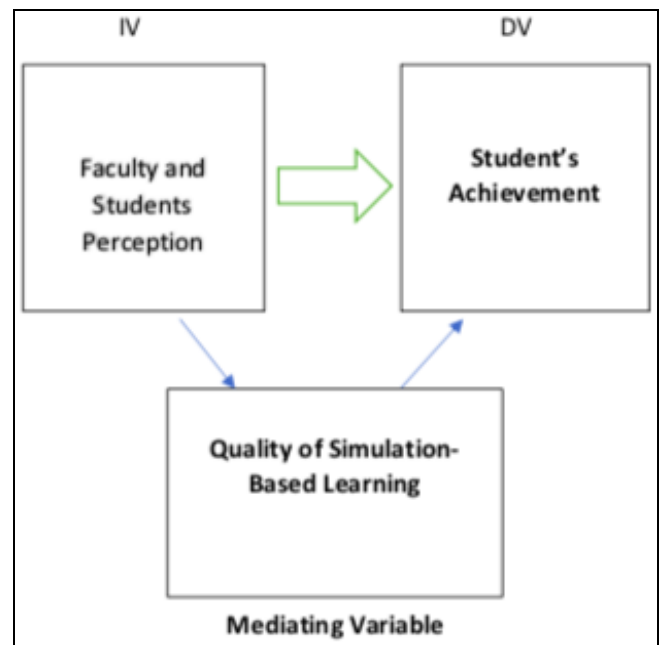 IV
DV
Faculty and
Students
Perception
Student’s
Achievement
Quality of Simulation-
Based Learning
Mediating Variable